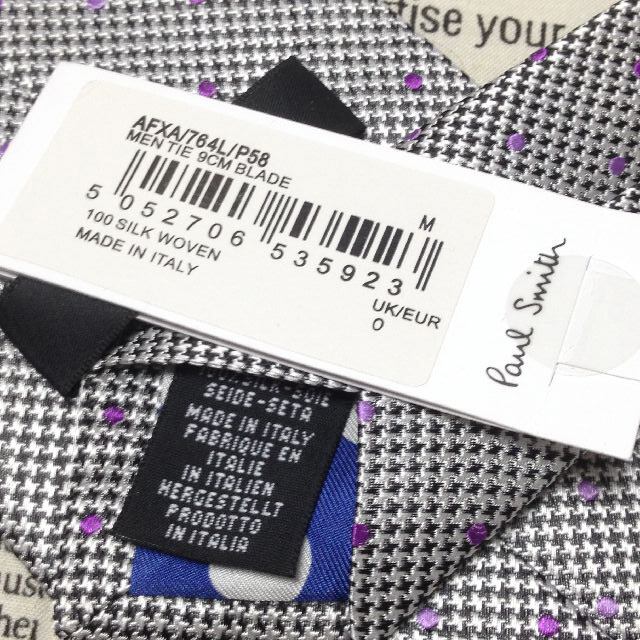 tise your
AFXA/764L/P58
MEN TIE 9CM BLADE
M
5 052706 535923
100 SILK WOVEN
MADE IN ITALY
UK/EUR
0
Paul Smith
SEIDE-SETA
MADE IN ITALY
FABRIQUE EN
ITALIE
IN ITALIEN
HERGESTELLT
PRODOTTO
IN ITALIA